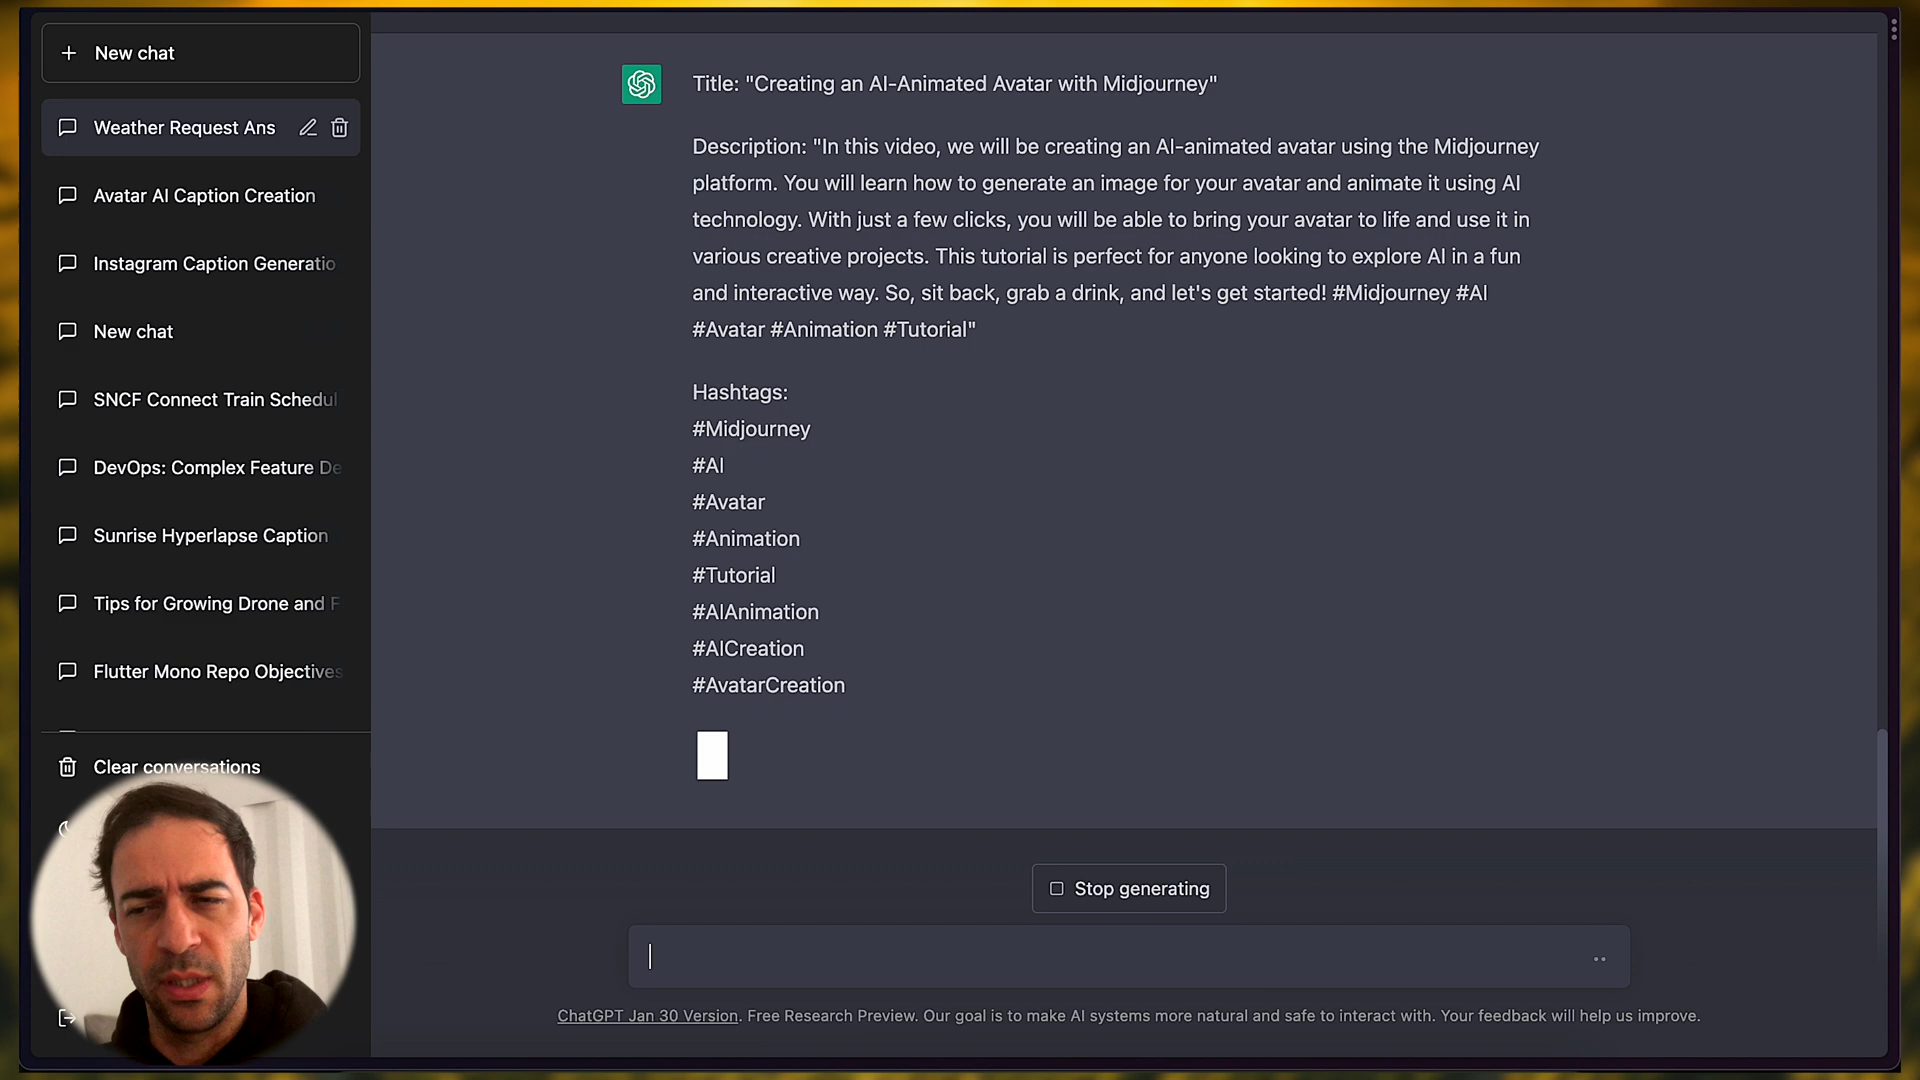 New chat
Weather Request Ans
Avatar AI Caption Creation
Instagram Caption Generatio
New chat
SNCF Connect Train Schedul
DevOps: Complex Feature De
Sunrise Hyperlapse Caption
Tips for Growing Drone and F
Flutter Mono Repo Objectives
Clear conversations
Title: "Creating an AI-Animated Avatar with Midjourney"
Description: "In this video, we will be creating an AI-animated avatar using the Midjourney
platform. You will learn how to generate an image for your avatar and animate it using AI
technology. With just a few clicks, you will be able to bring your avatar to life and use it in
various creative projects. This tutorial is perfect for anyone looking to explore AI in a fun
and interactive way. So, sit back, grab a drink, and let's get started! #Midjourney #AI
#Avatar #Animation #Tutorial"
Hashtags:
#Midjourney
#AI
#Avatar
#Animation
#Tutorial
#AIAnimation
#AICreation
#AvatarCreation
Stop generating
ChatGPT Jan 30 Version. Free Research Preview. Our goal is to make AI systems more natural and safe to interact with. Your feedback will help us improve.